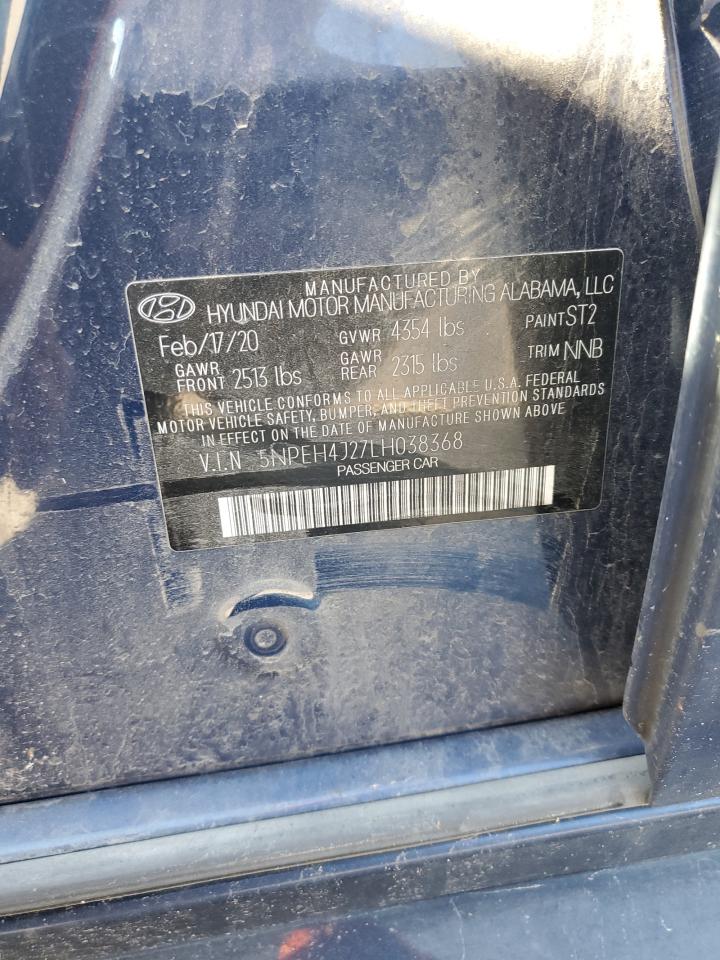 MANUFACTURED BY
HYUNDAI MOTOR MANUFACTURING ALABAMA, LLC
Feb/17/20 GVWR 4354 lbs PAINT ST2
GAWR FRONT 2513 lbs GAWR REAR 2315 lbs TRIM NNB
THIS VEHICLE CONFORMS TO ALL APPLICABLE U.S.A. FEDERAL
MOTOR VEHICLE SAFETY, BUMPER, AND THEFT PREVENTION STANDARDS
IN EFFECT ON THE DATE OF MANUFACTURE SHOWN ABOVE
V.I.N 5NPEH4J27LH038368
PASSENGER CAR